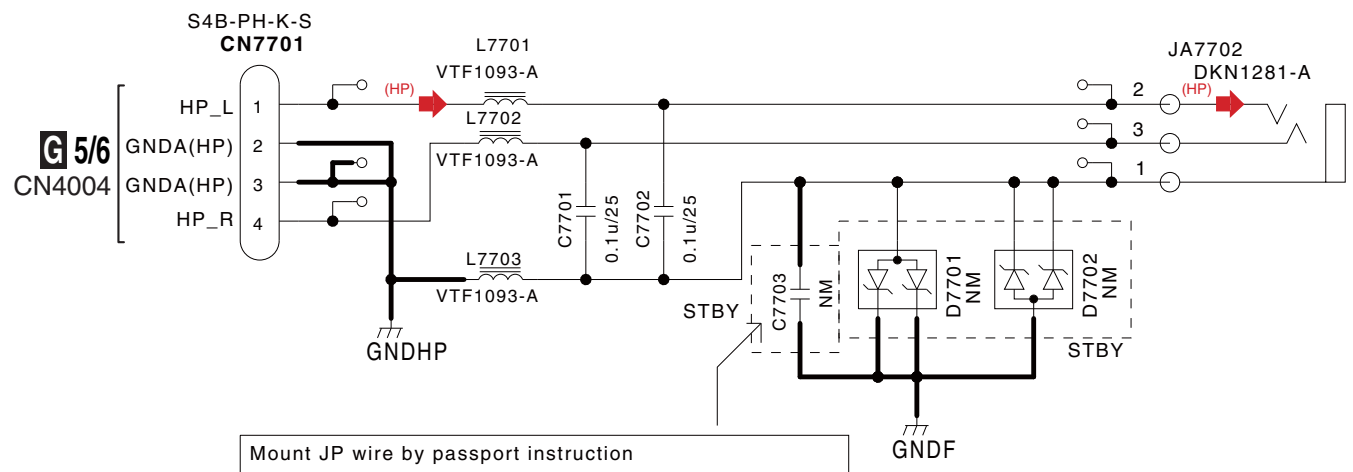 S4B-PH-K-S
CN7701
L7701
VTF1093-A
JA7702
DKN1281-A
(HP)
(HP)
HP_L 1
2
L7702
G 5/6
CN4004
GNDA(HP) 2
VTF1093-A
3
GNDA(HP) 3
1
HP_R 4
C7701
0.1u/25
C7702
0.1u/25
L7703
VTF1093-A
STBY
C7703
NM
D7701
NM
D7702
NM
STBY
GNDHP
GNDF
Mount JP wire by passport instruction